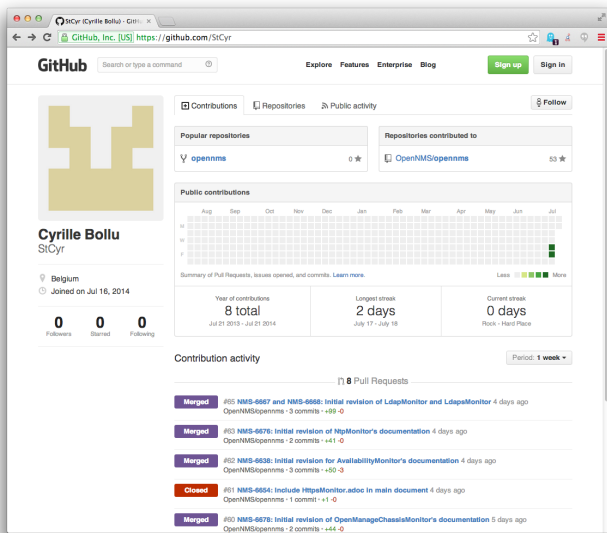 StCyr (Cyrille Bollu) · GitHu
GitHub, Inc. [US] https://github.com/StCyr
GitHub
Search or type a command
Explore Features Enterprise Blog
Sign up
Sign in
Contributions
Repositories
Public activity
Follow
Popular repositories
opennms 0
Repositories contributed to
OpenNMS/opennms 53
Public contributions
Aug Sep Oct Nov Dec Jan Feb Mar Apr May Jun Jul
M
W
F
Summary of Pull Requests, issues opened, and commits. Learn more.
Less More
Year of contributions
8 total
Jul 21 2013 - Jul 21 2014
Longest streak
2 days
July 17 - July 18
Current streak
0 days
Rock - Hard Place
Cyrille Bollu
StCyr
Belgium
Joined on Jul 16, 2014
0 Followers
0 Starred
0 Following
Contribution activity
Period: 1 week
8 Pull Requests
Merged #65 NMS-6667 and NMS-6668: Initial revision of LdapMonitor and LdapsMonitor 4 days ago
OpenNMS/opennms · 3 commits · +99 -0
Merged #63 NMS-6676: Initial revision of NtpMonitor's documentation 4 days ago
OpenNMS/opennms · 2 commits · +41 -0
Merged #62 NMS-6638: Initial revision for AvailabilityMonitor's documentation 4 days ago
OpenNMS/opennms · 3 commits · +50 -3
Closed #61 NMS-6654: Include HttpsMonitor.adoc in main document 4 days ago
OpenNMS/opennms · 1 commit · +1 -0
Merged #60 NMS-6678: Initial revision of OpenManageChassisMonitor's documentation 5 days ago
OpenNMS/opennms · 2 commits · +44 -0